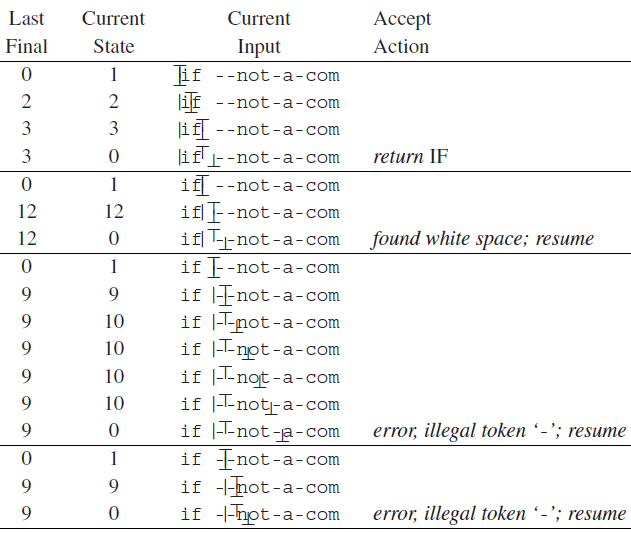 Last Current Current Accept
Final State Input Action
0 1 |if --not-a-com
2 2 |if --not-a-com
3 3 |if --not-a-com
3 0 |if --not-a-com return IF
0 1 if --not-a-com
12 12 if| --not-a-com
12 0 if| --not-a-com found white space; resume
0 1 if --not-a-com
9 9 if |--not-a-com
9 10 if |--not-a-com
9 10 if |--not-a-com
9 10 if |--not-a-com
9 10 if |--not-a-com
9 0 if |--not-a-com error, illegal token ‘-’; resume
0 1 if --not-a-com
9 9 if -|-not-a-com
9 0 if -|-not-a-com error, illegal token ‘-’; resume